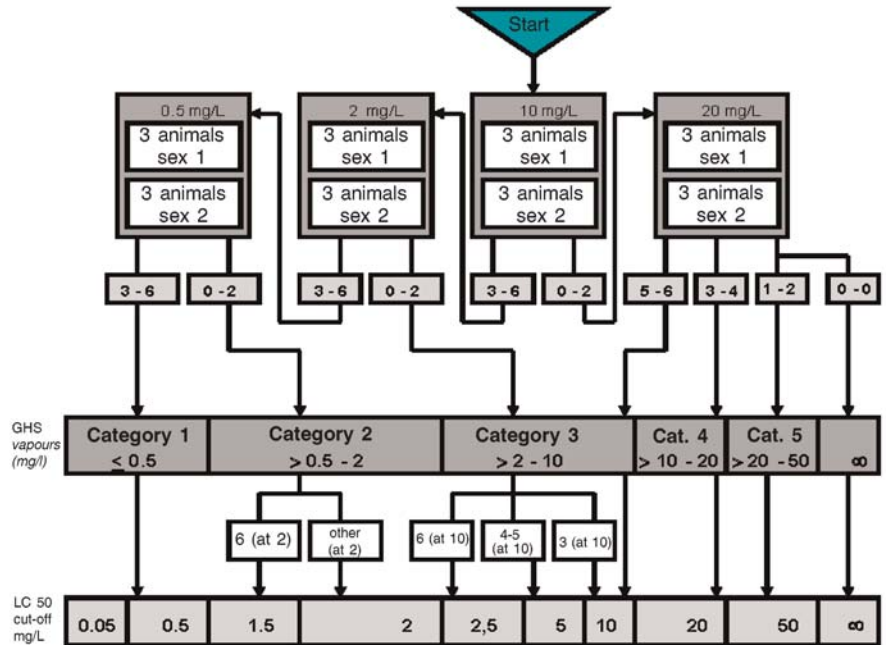 Start
0.5 mg/L
3 animals
sex 1
3 animals
sex 2
2 mg/L
3 animals
sex 1
3 animals
sex 2
10 mg/L
3 animals
sex 1
3 animals
sex 2
20 mg/L
3 animals
sex 1
3 animals
sex 2
3 - 6
0 - 2
3 - 6
0 - 2
3 - 6
0 - 2
5 - 6
3 - 4
1 - 2
0 - 0
GHS
vapours
(mg/l)
Category 1
≤ 0.5
Category 2
> 0.5 - 2
Category 3
> 2 - 10
Cat. 4
> 10 - 20
Cat. 5
> 20 - 50
∞
6 (at 2)
other
(at 2)
6 (at 10)
4-5
(at 10)
3 (at 10)
LC 50
cut-off
mg/L
0.05
0.5
1.5
2
2,5
5
10
20
50
∞